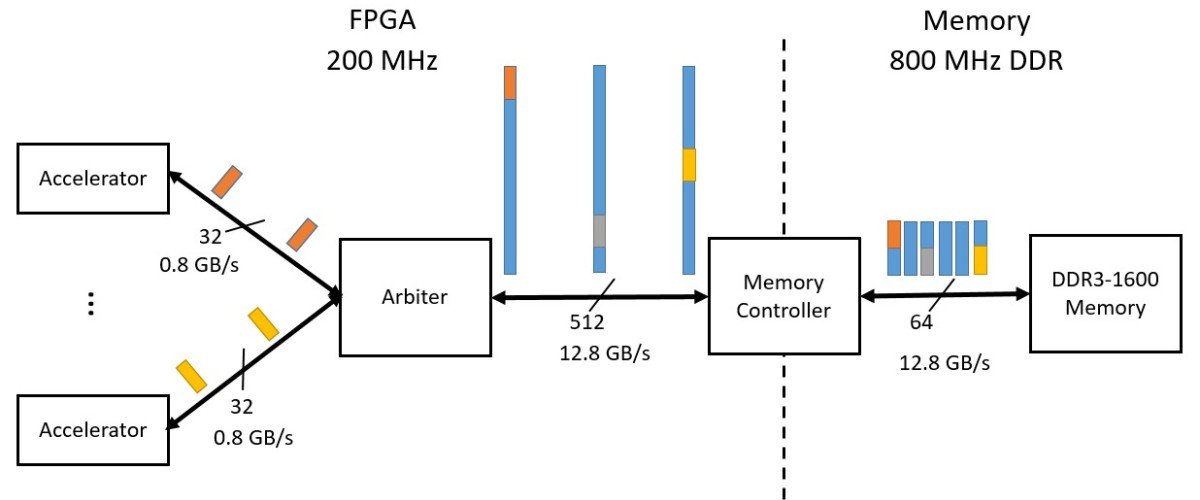 FPGA
200 MHz
Memory
800 MHz DDR
Accelerator
32
0.8 GB/s
...
Arbiter
512
12.8 GB/s
Memory
Controller
64
12.8 GB/s
DDR3-1600
Memory
32
0.8 GB/s
Accelerator